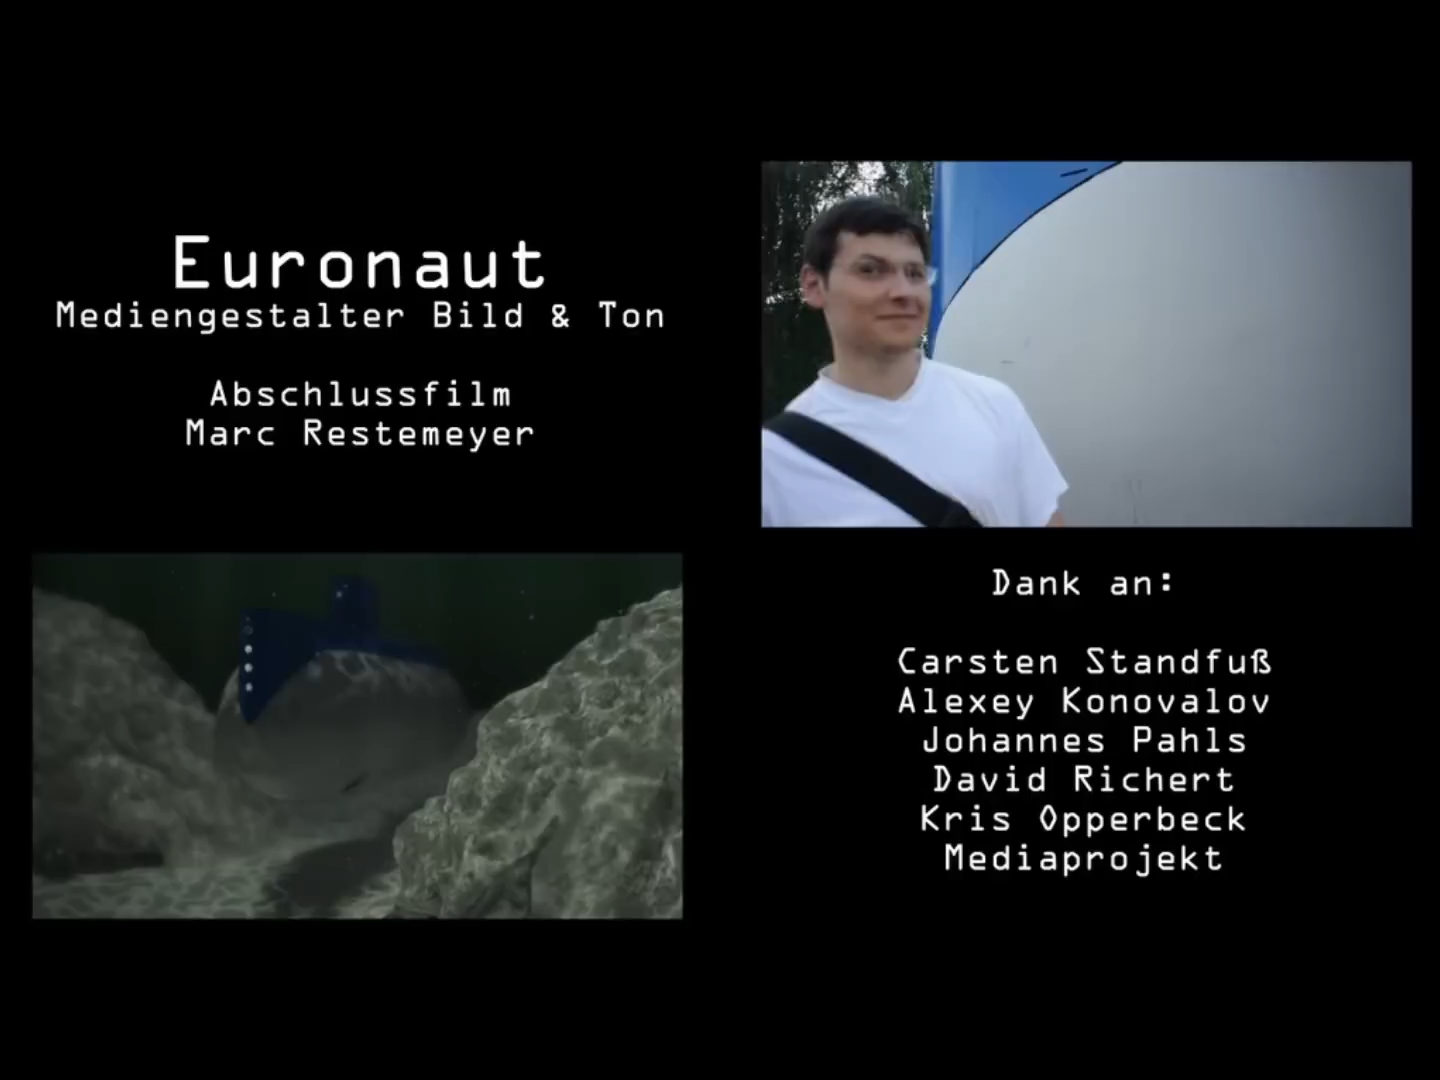 Euronaut
Mediengestalter Bild & Ton
Abschlussfilm
Marc Restemeyer
Dank an:
Carsten Standfuß
Alexey Konovalov
Johannes Pahls
David Richert
Kris Opperbeck
Mediaprojekt